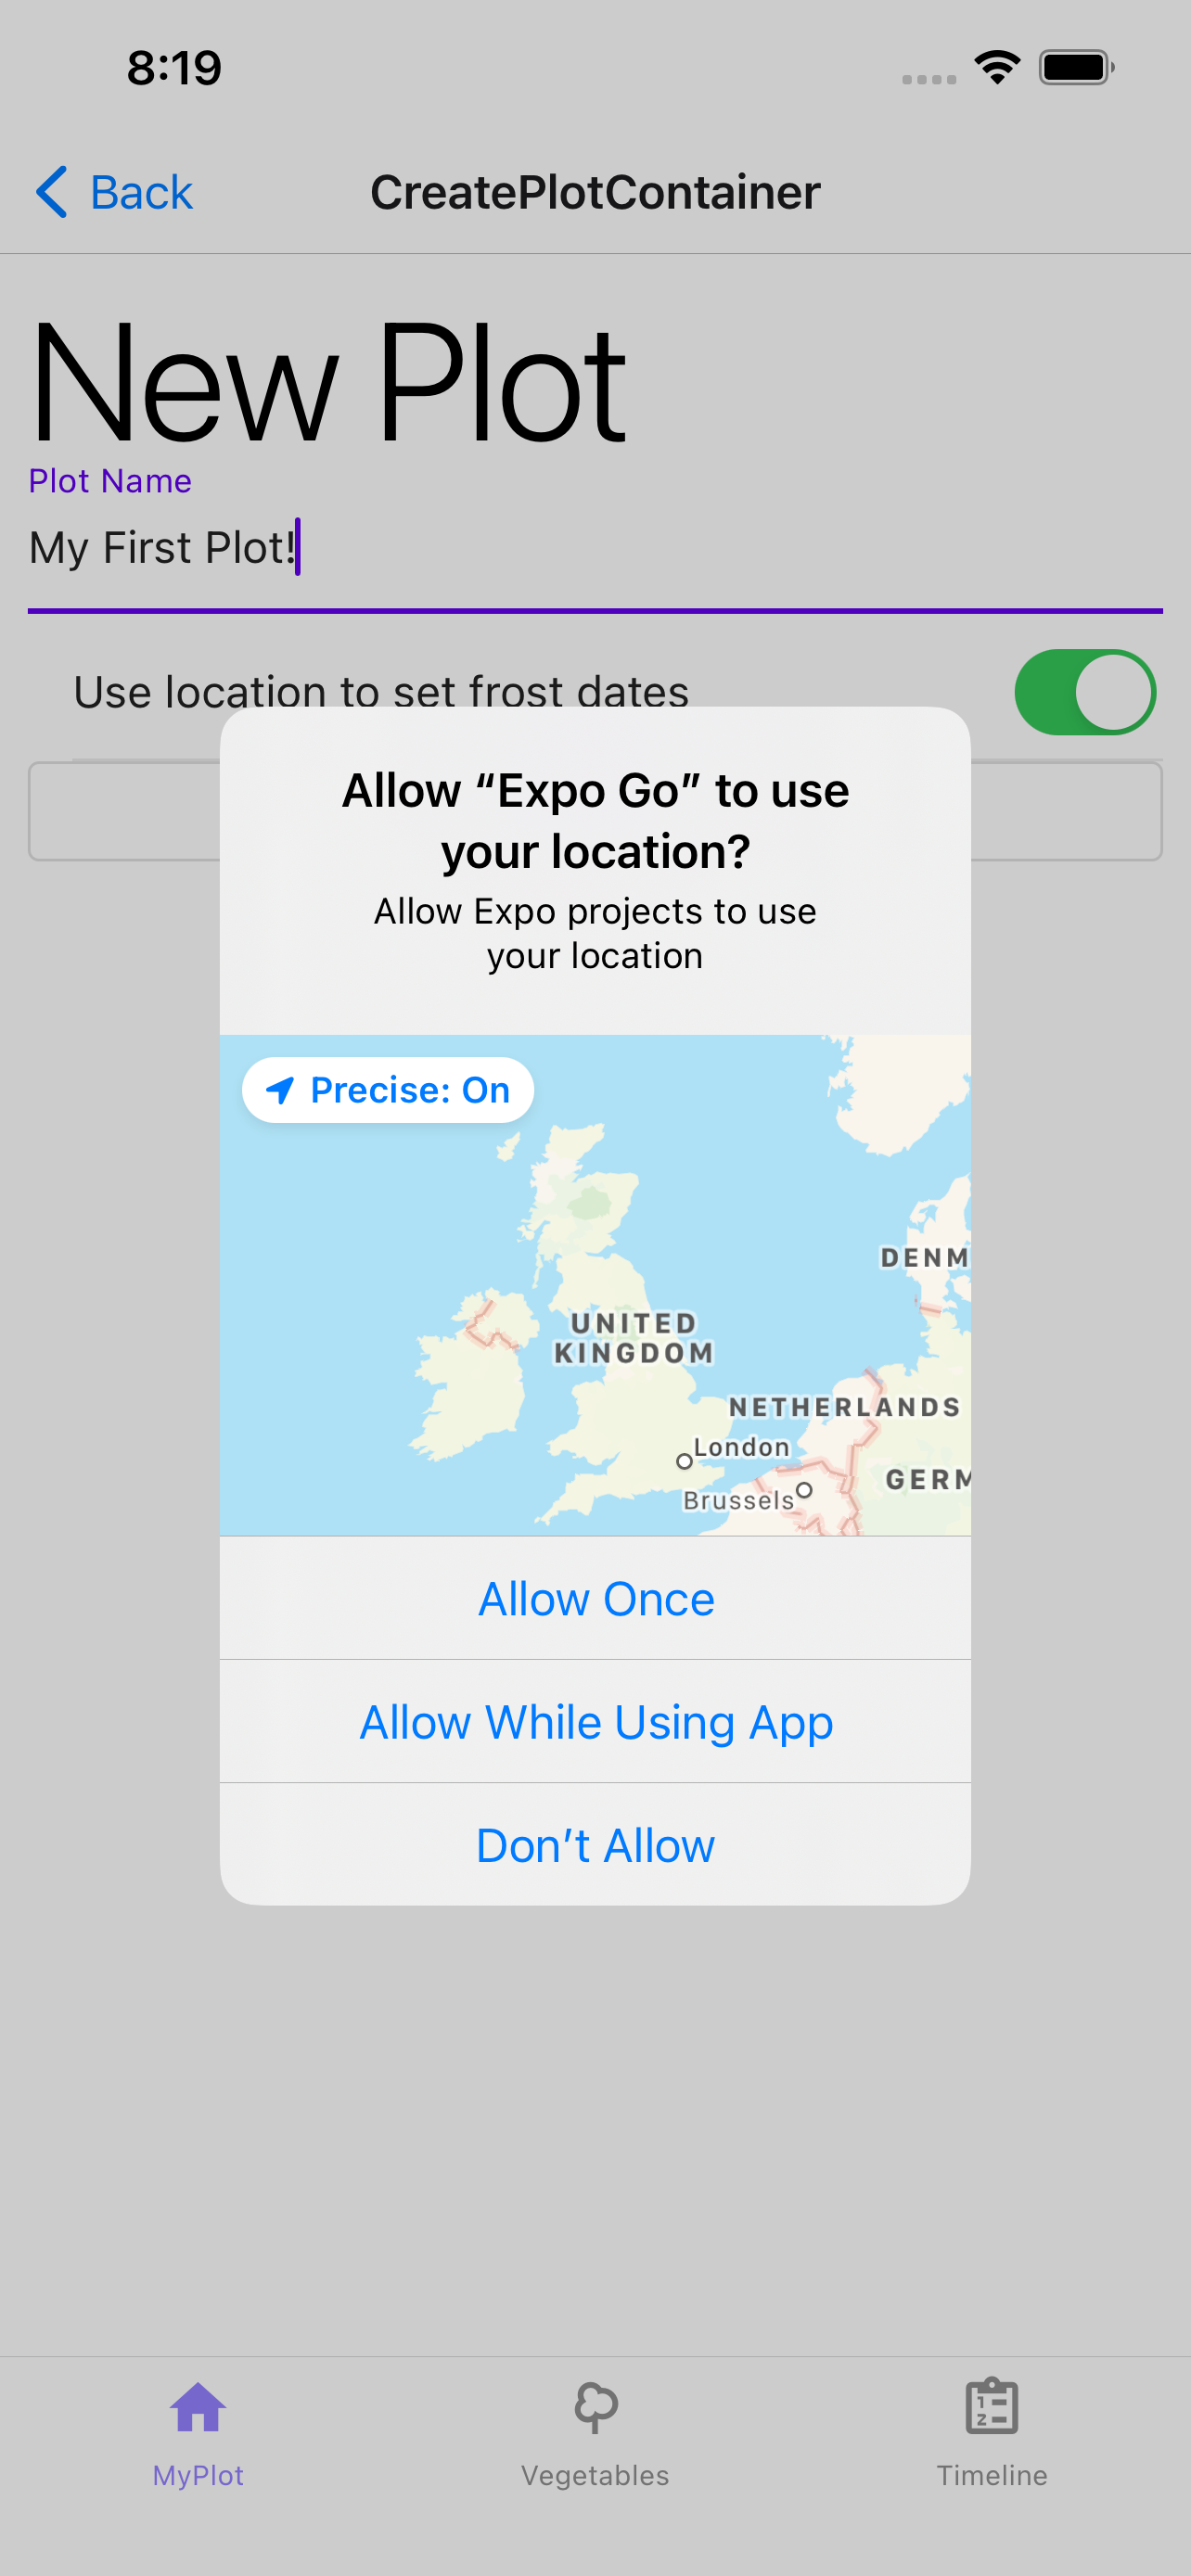 8:19
Back
CreatePlotContainer
New Plot
Plot Name
My First Plot!
Use location to set frost dates
Allow “Expo Go” to use
your location?
Allow Expo projects to use
your location
Precise: On
DENM
UNITED
KINGDOM
NETHERLANDS
London
GERM
Brussels
Allow Once
Allow While Using App
Don’t Allow
MyPlot
Vegetables
Timeline